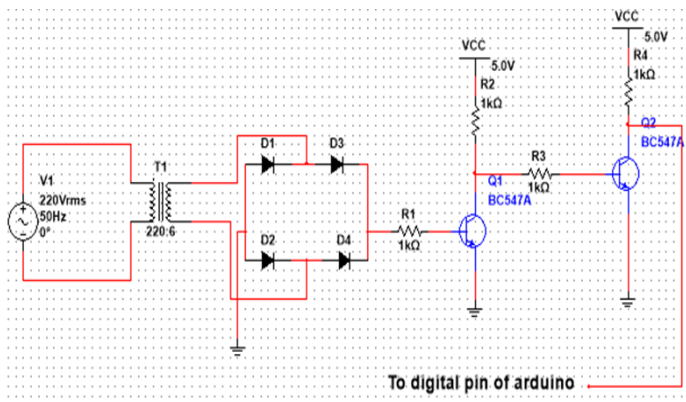 VCC
5.0V
R4
1kΩ
Q2
BC547A
VCC
5.0V
R2
1kΩ
Q1
BC547A
R3
1kΩ
D1
D3
D2
D4
R1
1kΩ
T1
220:6
V1
220Vrms
50Hz
0°
To digital pin of arduino